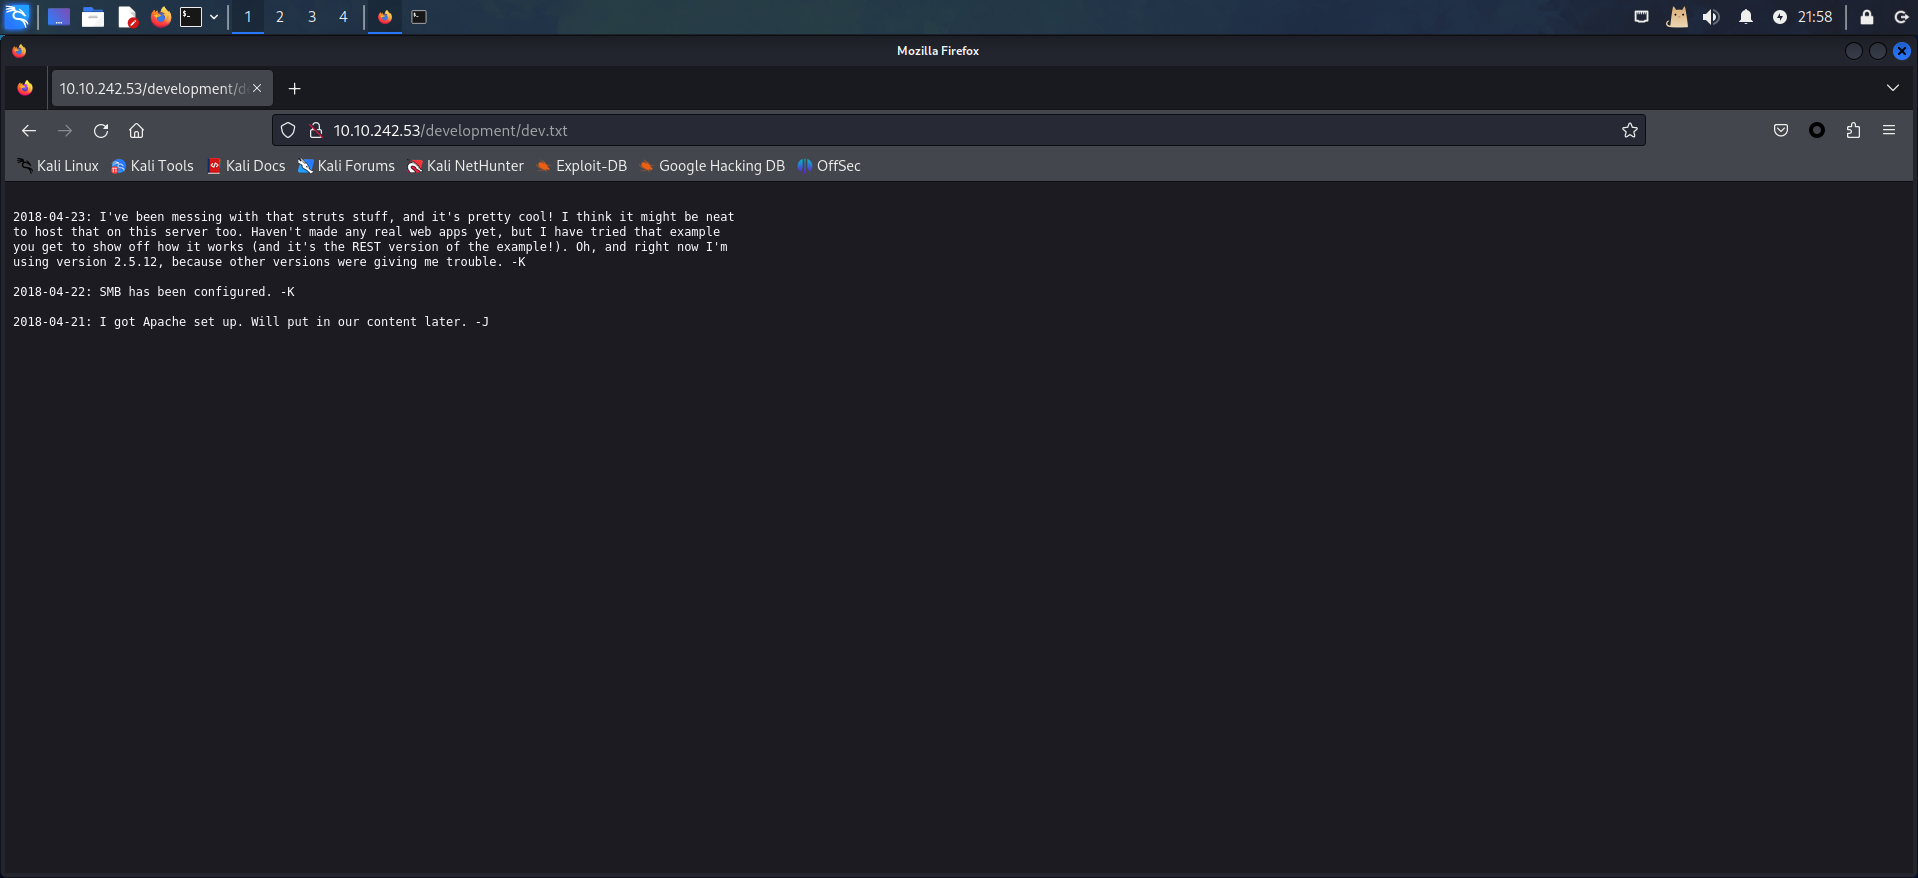 1 2 3 4 21:58
Mozilla Firefox
10.10.242.53/development/d
10.10.242.53/development/dev.txt
Kali Linux Kali Tools Kali Docs Kali Forums Kali NetHunter Exploit-DB Google Hacking DB OffSec
2018-04-23: I've been messing with that struts stuff, and it's pretty cool! I think it might be neat
to host that on this server too. Haven't made any real web apps yet, but I have tried that example
you get to show off how it works (and it's the REST version of the example!). Oh, and right now I'm
using version 2.5.12, because other versions were giving me trouble. -K
2018-04-22: SMB has been configured. -K
2018-04-21: I got Apache set up. Will put in our content later. -J